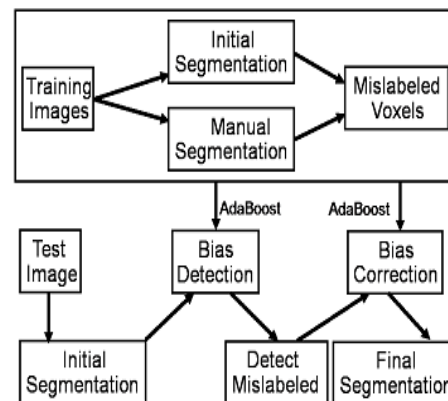 Initial
Segmentation
Training
Images
Mislabeled
Voxels
Manual
Segmentation
AdaBoost
AdaBoost
Test
Image
Bias
Detection
Bias
Correction
Initial
Segmentation
Detect
Mislabeled
Final
Segmentation